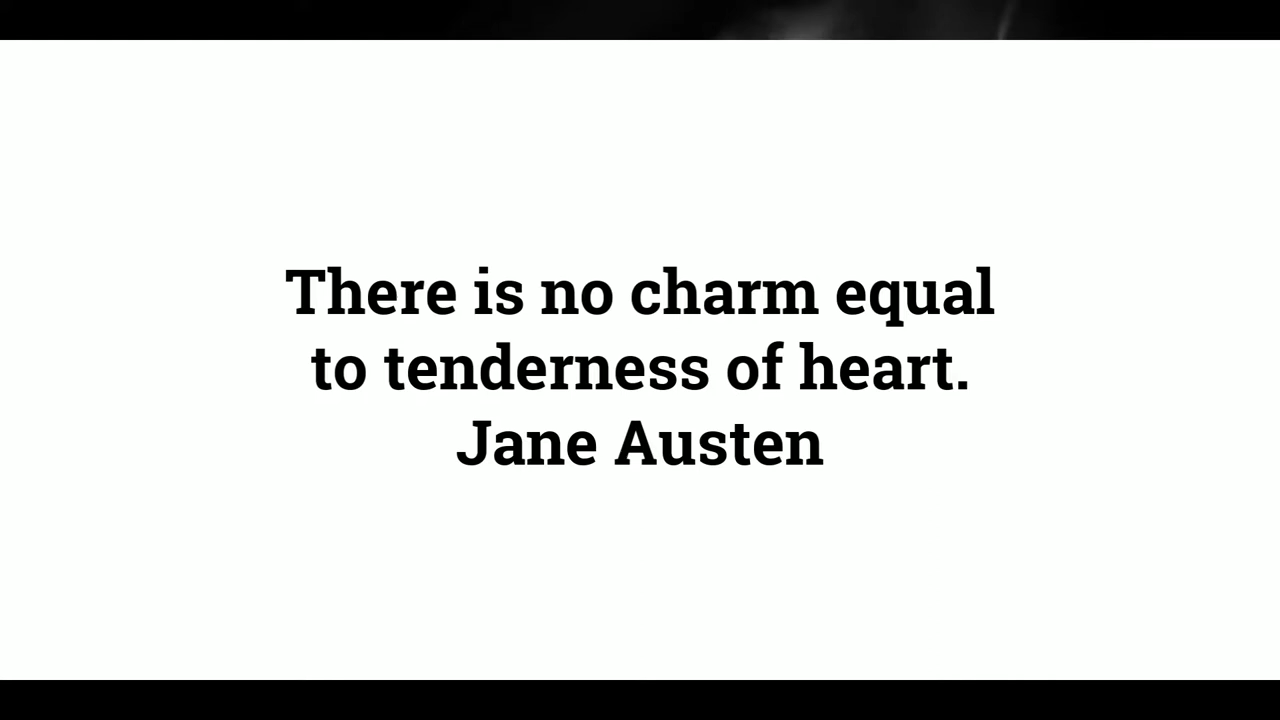 There is no charm equal
to tenderness of heart.
Jane Austen